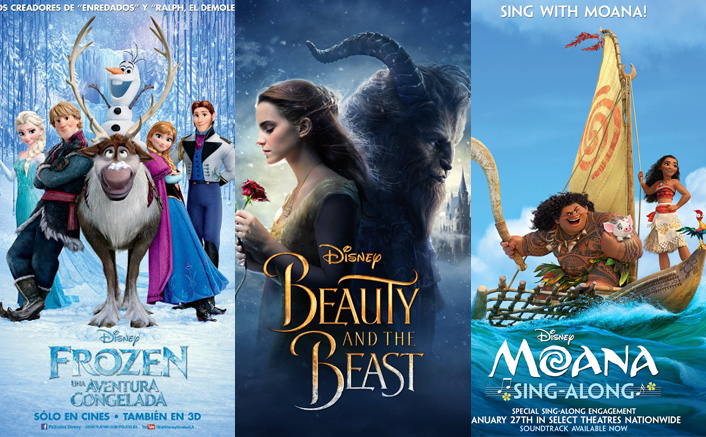 OS CREADORES DE "ENREDADOS" Y "RALPH, EL DEMOLE
Disney
FROZEN
UNA AVENTURA
CONGELADA
SÓLO EN CINES • TAMBIÉN EN 3D
Disney
BEAUTY
AND THE
BEAST
SING WITH MOANA!
Disney
MOANA
SING-ALONG
SPECIAL SING-ALONG ENGAGEMENT
ANUARY 27TH IN SELECT THEATRES NATIONWIDE
SOUNDTRACK AVAILABLE NOW